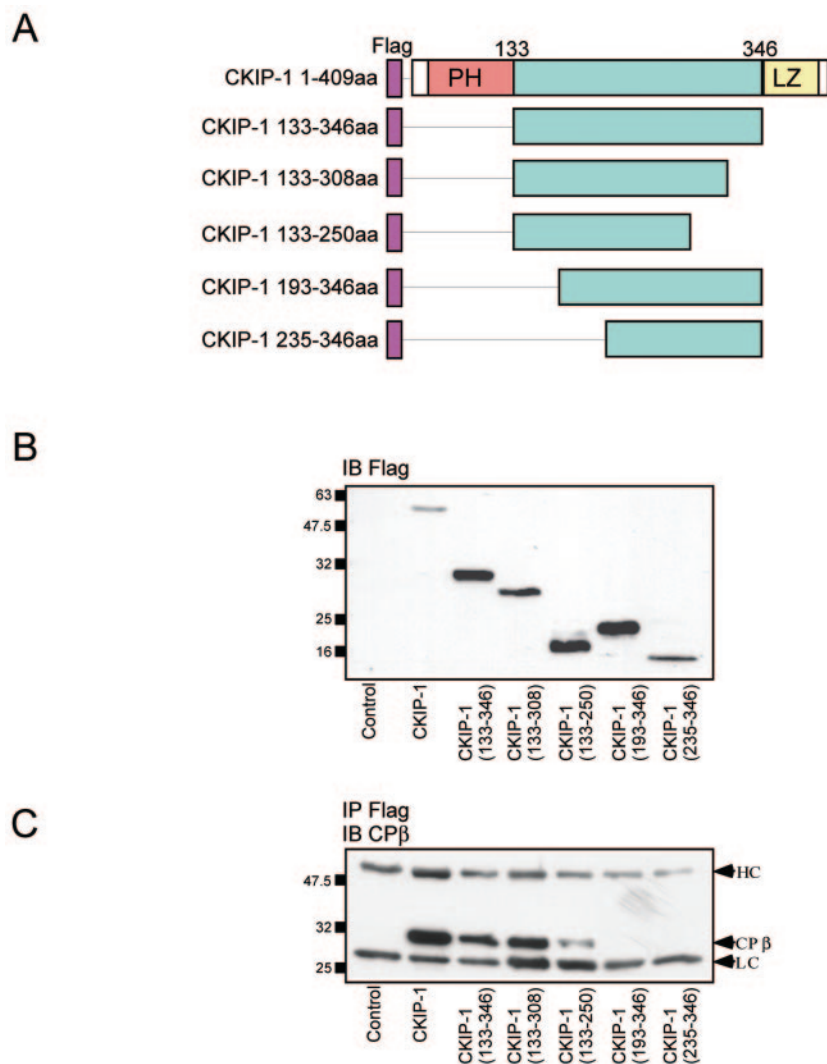 A
Flag 133 346
CKIP-1 1-409aa PH LZ
CKIP-1 133-346aa
CKIP-1 133-308aa
CKIP-1 133-250aa
CKIP-1 193-346aa
CKIP-1 235-346aa
B
IB Flag
63
47.5
32
25
16
Control
CKIP-1
CKIP-1
(133-346)
CKIP-1
(133-308)
CKIP-1
(133-250)
CKIP-1
(193-346)
CKIP-1
(235-346)
C
IP Flag
IB CPβ
47.5 HC
32
CP β
25 LC
Control
CKIP-1
CKIP-1
(133-346)
CKIP-1
(133-308)
CKIP-1
(133-250)
CKIP-1
(193-346)
CKIP-1
(235-346)